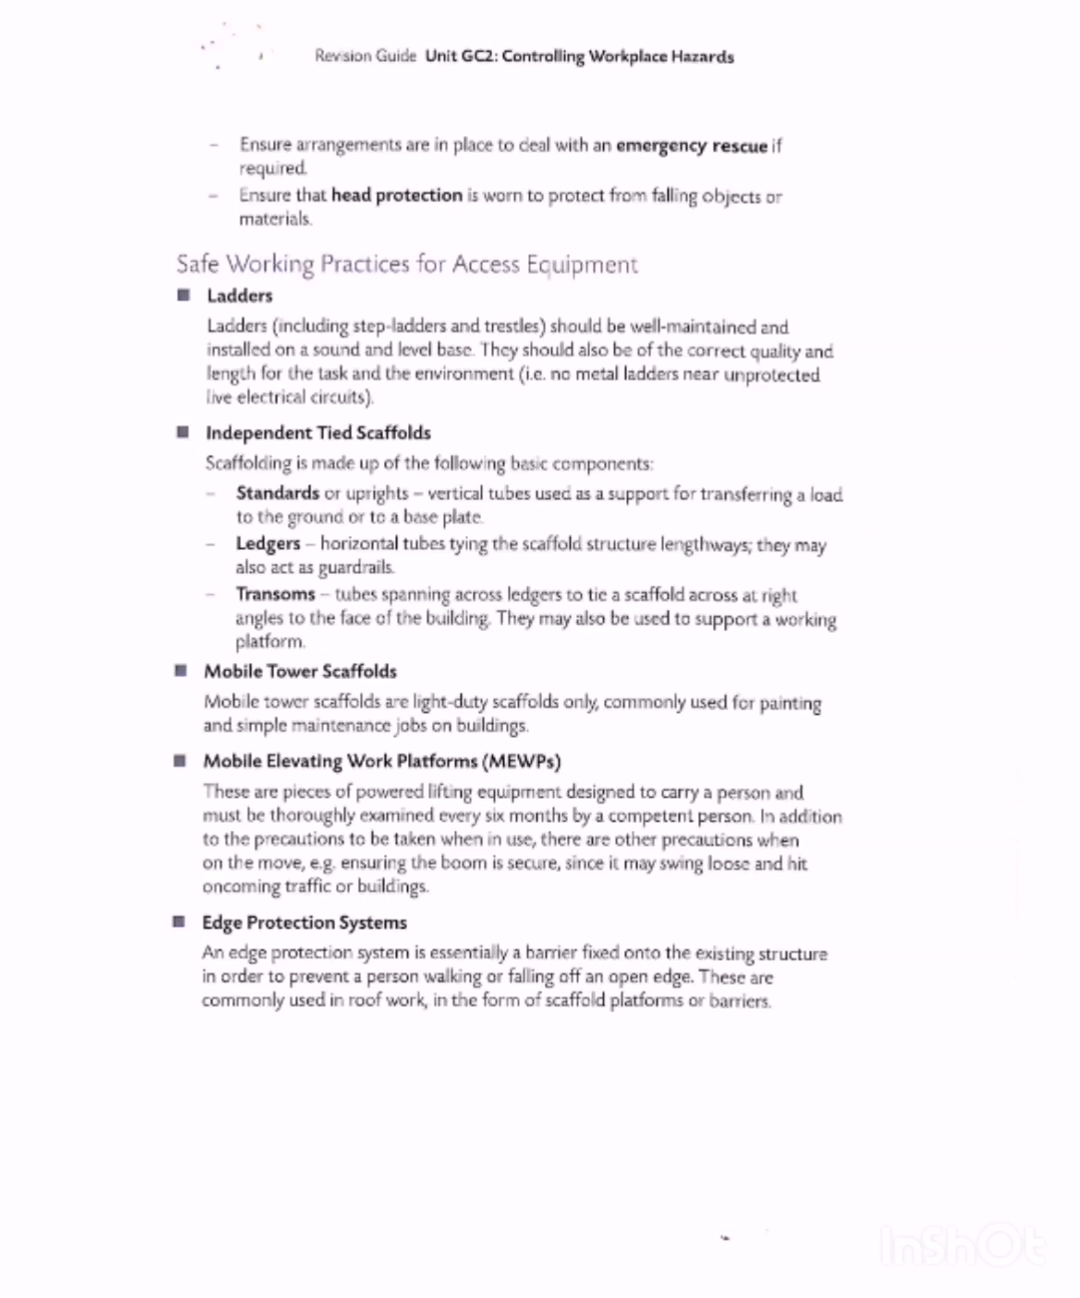 Revision Guide Unit GC2: Controlling Workplace Hazards
– Ensure arrangements are in place to deal with an emergency rescue if
required.
– Ensure that head protection is worn to protect from falling objects or
materials.
Safe Working Practices for Access Equipment
■ Ladders
Ladders (including step-ladders and trestles) should be well-maintained and
installed on a sound and level base. They should also be of the correct quality and
length for the task and the environment (i.e. no metal ladders near unprotected
live electrical circuits).
■ Independent Tied Scaffolds
Scaffolding is made up of the following basic components:
– Standards or uprights – vertical tubes used as a support for transferring a load
to the ground or to a base plate.
– Ledgers – horizontal tubes tying the scaffold structure lengthways; they may
also act as guardrails.
– Transoms – tubes spanning across ledgers to tie a scaffold across at right
angles to the face of the building. They may also be used to support a working
platform.
■ Mobile Tower Scaffolds
Mobile tower scaffolds are light-duty scaffolds only, commonly used for painting
and simple maintenance jobs on buildings.
■ Mobile Elevating Work Platforms (MEWPs)
These are pieces of powered lifting equipment designed to carry a person and
must be thoroughly examined every six months by a competent person. In addition
to the precautions to be taken when in use, there are other precautions when
on the move, e.g. ensuring the boom is secure, since it may swing loose and hit
oncoming traffic or buildings.
■ Edge Protection Systems
An edge protection system is essentially a barrier fixed onto the existing structure
in order to prevent a person walking or falling off an open edge. These are
commonly used in roof work, in the form of scaffold platforms or barriers.
InShOt